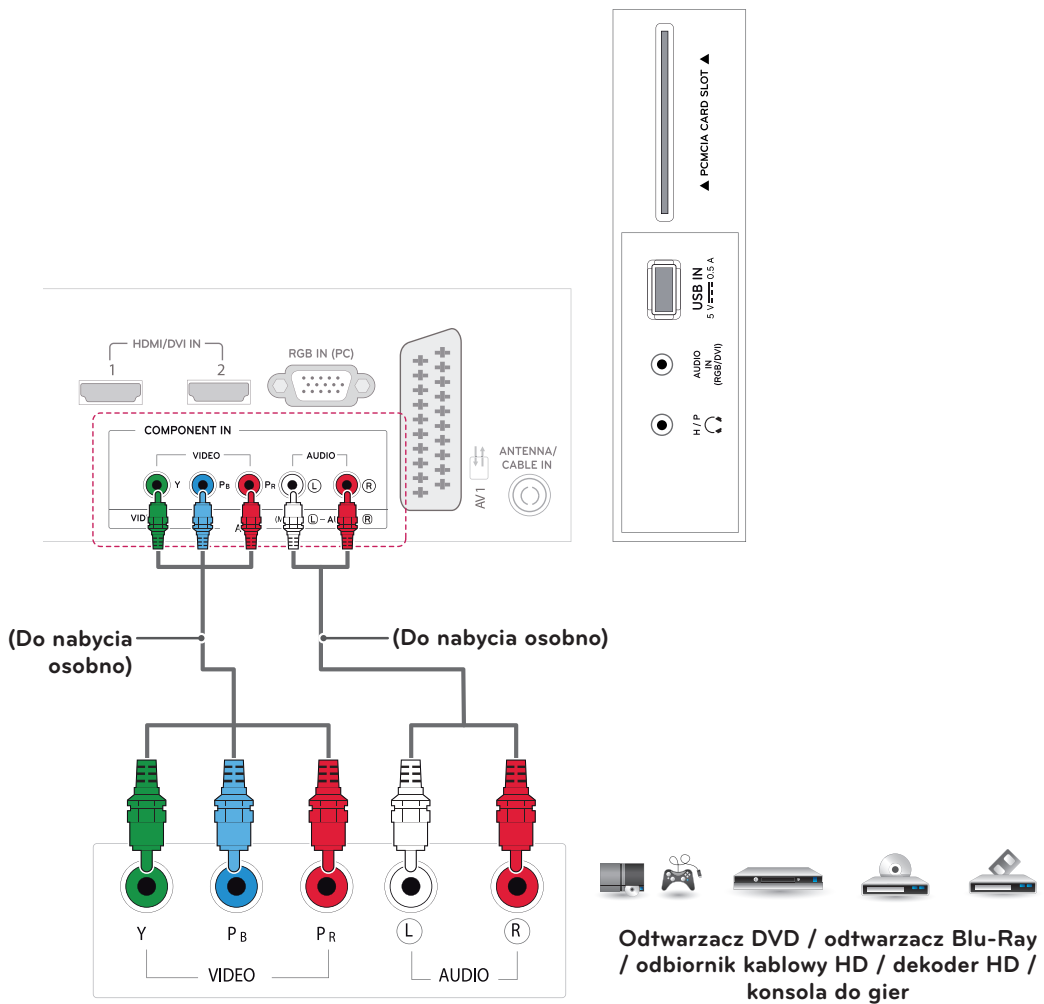 ▲ PCMCIA CARD SLOT ▲
USB IN
5 V 0.5 A
AUDIO
IN
(RGB/DVI)
H / P
HDMI/DVI IN
1 2
RGB IN (PC)
COMPONENT IN
VIDEO AUDIO
Y PB PR L R
AV1
ANTENNA/
CABLE IN
(Do nabycia
osobno)
(Do nabycia osobno)
Y PB PR L R
VIDEO AUDIO
Odtwarzacz DVD / odtwarzacz Blu-Ray
/ odbiornik kablowy HD / dekoder HD /
konsola do gier